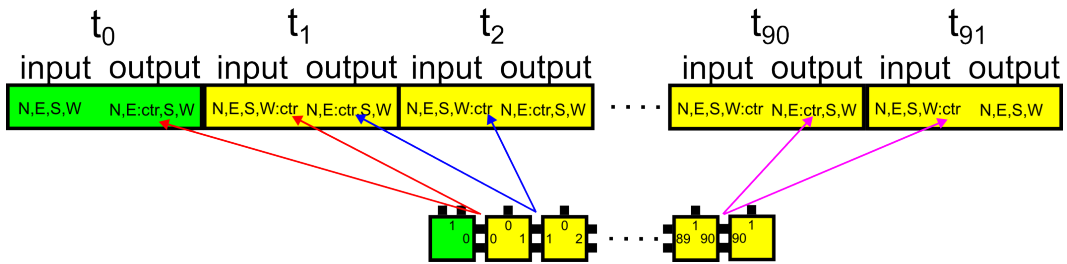 t0 t1 t2 t90 t91
input output input output input output input output input output
N,E,S,W N,E:ctr,S,W N,E,S,W:ctr N,E:ctr,S,W N,E,S,W:ctr N,E:ctr,S,W N,E,S,W:ctr N,E:ctr,S,W N,E,S,W:ctr N,E,S,W
1 0 0 1 1
0 0 1 1 2 89 90 90